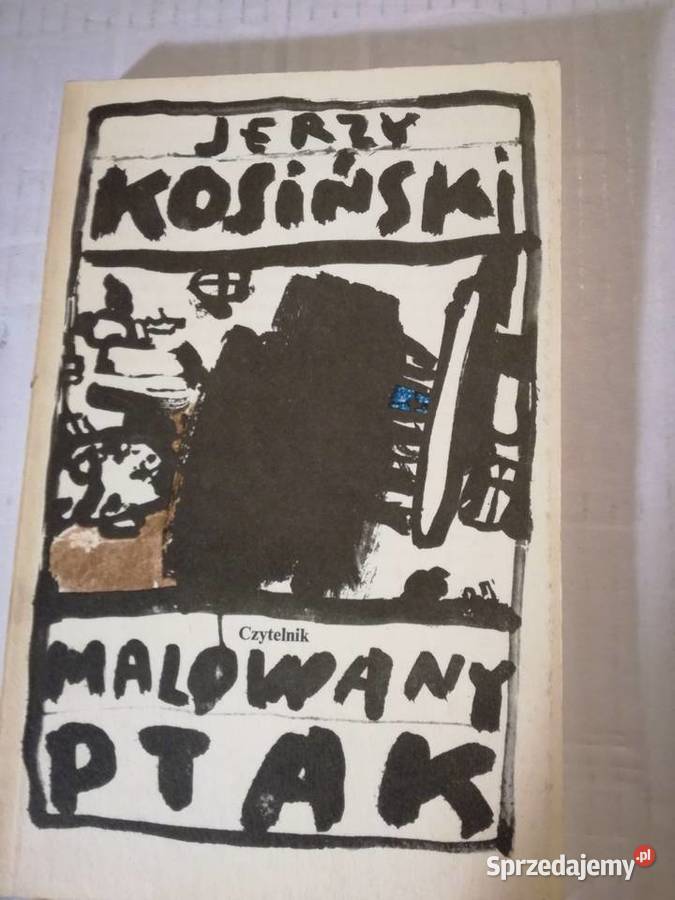 JERZY
KOSIŃSKI
Czytelnik
MALOWANY
PTAK
Sprzedajemy.pl